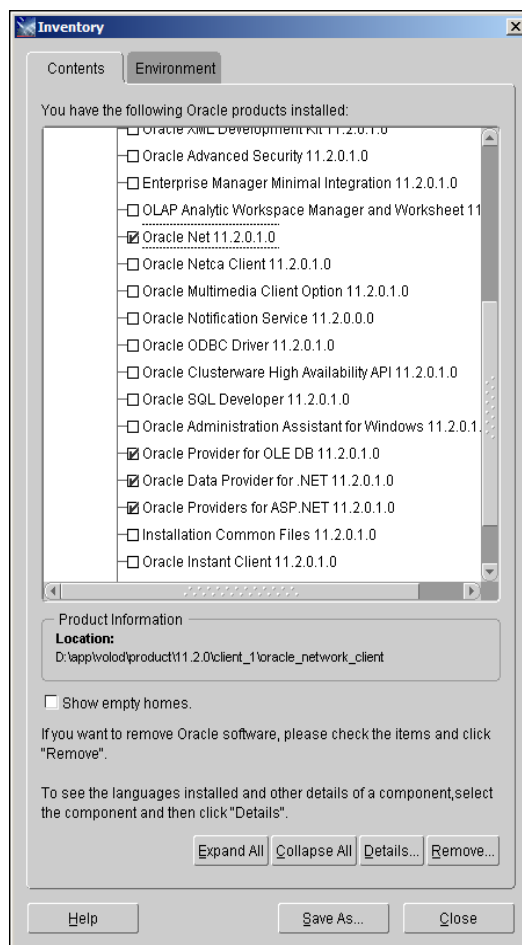 Inventory
Contents
Environment
You have the following Oracle products installed:
Oracle XML Development Kit 11.2.0.1.0
Oracle Advanced Security 11.2.0.1.0
Enterprise Manager Minimal Integration 11.2.0.1.0
OLAP Analytic Workspace Manager and Worksheet 11
Oracle Net 11.2.0.1.0
Oracle Netca Client 11.2.0.1.0
Oracle Multimedia Client Option 11.2.0.1.0
Oracle Notification Service 11.2.0.0.0
Oracle ODBC Driver 11.2.0.1.0
Oracle Clusterware High Availability API 11.2.0.1.0
Oracle SQL Developer 11.2.0.1.0
Oracle Administration Assistant for Windows 11.2.0.1.
Oracle Provider for OLE DB 11.2.0.1.0
Oracle Data Provider for .NET 11.2.0.1.0
Oracle Providers for ASP.NET 11.2.0.1.0
Installation Common Files 11.2.0.1.0
Oracle Instant Client 11.2.0.1.0
Product Information
Location:
D:\app\volod\product\11.2.0\client_1\oracle_network_client
Show empty homes.
If you want to remove Oracle software, please check the items and click
"Remove".
To see the languages installed and other details of a component,select
the component and then click "Details".
Expand All
Collapse All
Details...
Remove...
Help
Save As...
Close